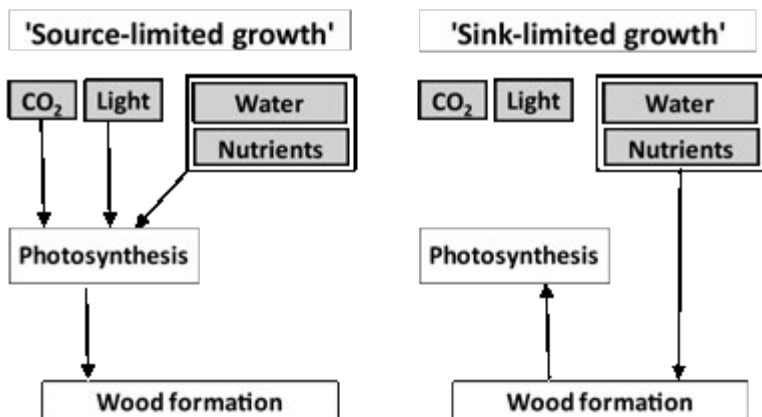 'Source-limited growth'
CO₂ Light Water
Nutrients
Photosynthesis
Wood formation
'Sink-limited growth'
CO₂ Light Water
Nutrients
Photosynthesis
Wood formation